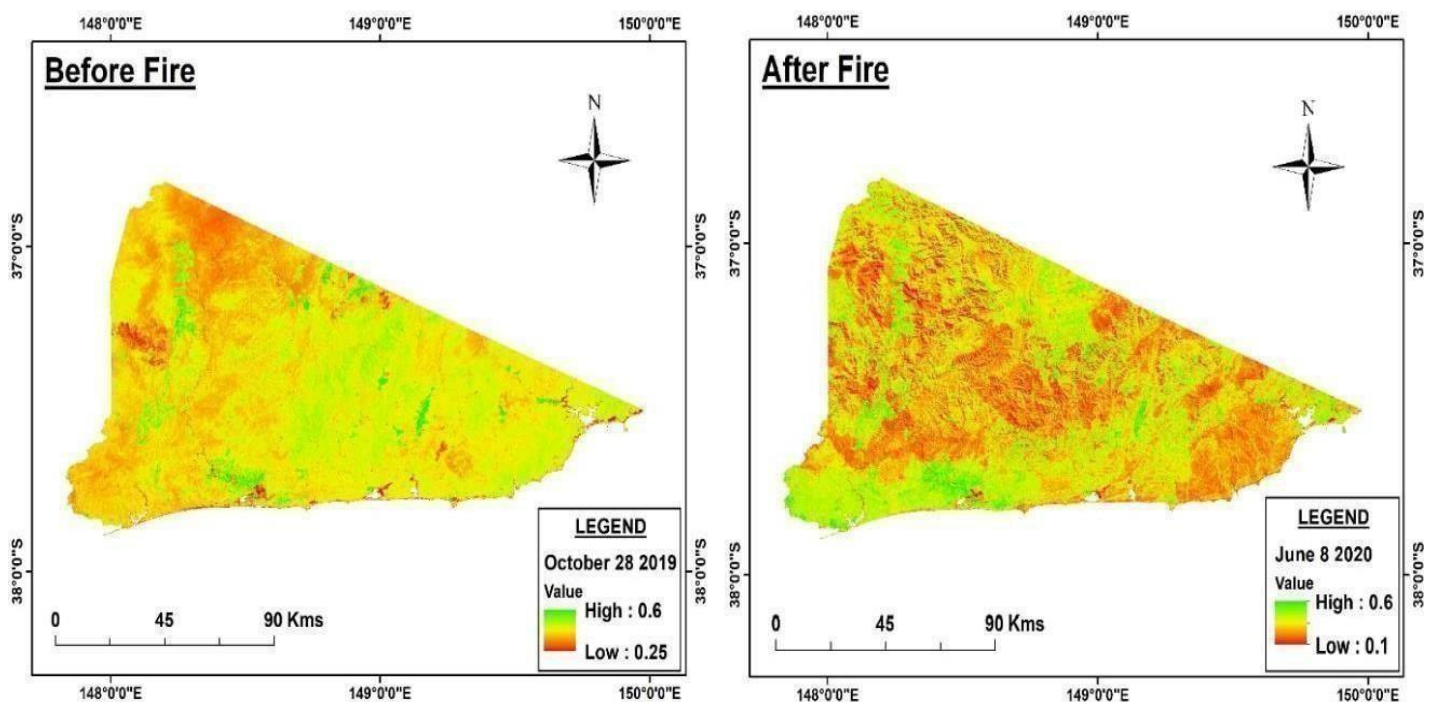 148°0'0"E 149°0'0"E 150°0'0"E
Before Fire
N
37°0'0"S
37°0'0"S
38°0'0"S
38°0'0"S
LEGEND
October 28 2019
Value
High : 0.6
Low : 0.25
0 45 90 Kms
148°0'0"E 149°0'0"E 150°0'0"E
148°0'0"E 149°0'0"E 150°0'0"E
After Fire
N
37°0'0"S
37°0'0"S
38°0'0"S
38°0'0"S
LEGEND
June 8 2020
Value
High : 0.6
Low : 0.1
0 45 90 Kms
148°0'0"E 149°0'0"E 150°0'0"E